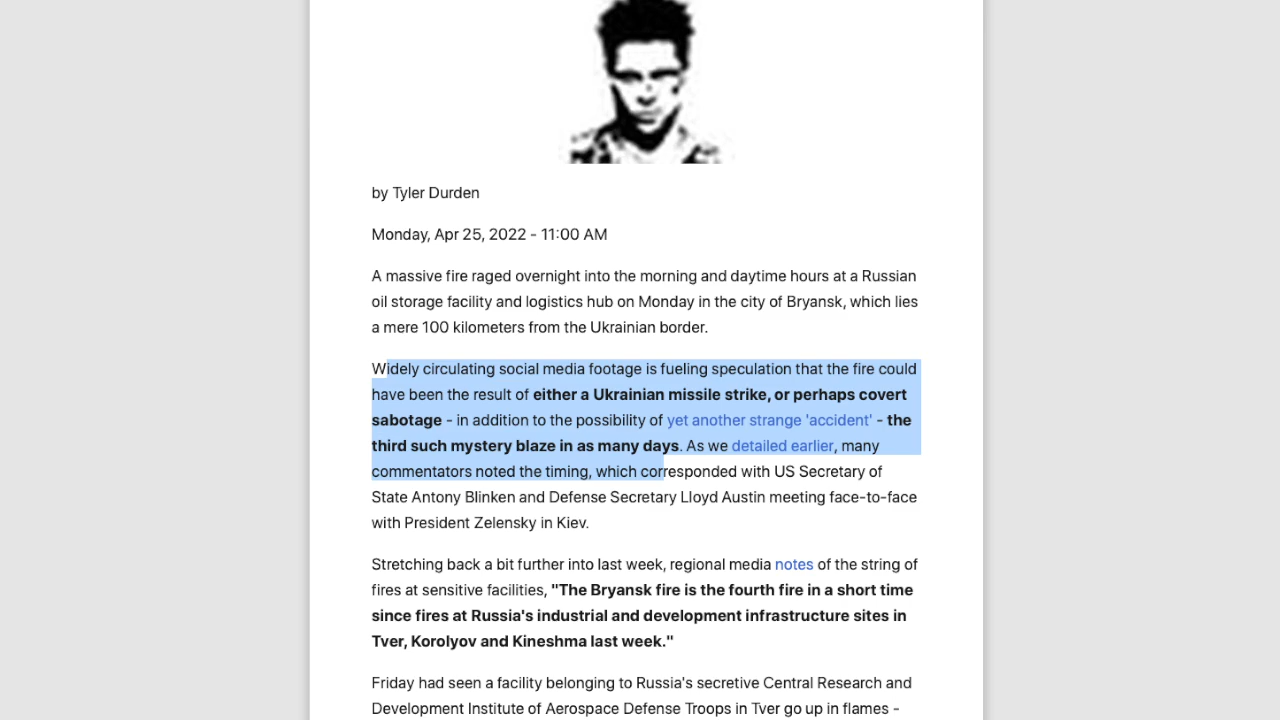 by Tyler Durden
Monday, Apr 25, 2022 - 11:00 AM
A massive fire raged overnight into the morning and daytime hours at a Russian
oil storage facility and logistics hub on Monday in the city of Bryansk, which lies
a mere 100 kilometers from the Ukrainian border.
Widely circulating social media footage is fueling speculation that the fire could
have been the result of either a Ukrainian missile strike, or perhaps covert
sabotage - in addition to the possibility of yet another strange 'accident' - the
third such mystery blaze in as many days. As we detailed earlier, many
commentators noted the timing, which corresponded with US Secretary of
State Antony Blinken and Defense Secretary Lloyd Austin meeting face-to-face
with President Zelensky in Kiev.
Stretching back a bit further into last week, regional media notes of the string of
fires at sensitive facilities, "The Bryansk fire is the fourth fire in a short time
since fires at Russia's industrial and development infrastructure sites in
Tver, Korolyov and Kineshma last week."
Friday had seen a facility belonging to Russia's secretive Central Research and
Development Institute of Aerospace Defense Troops in Tver go up in flames -